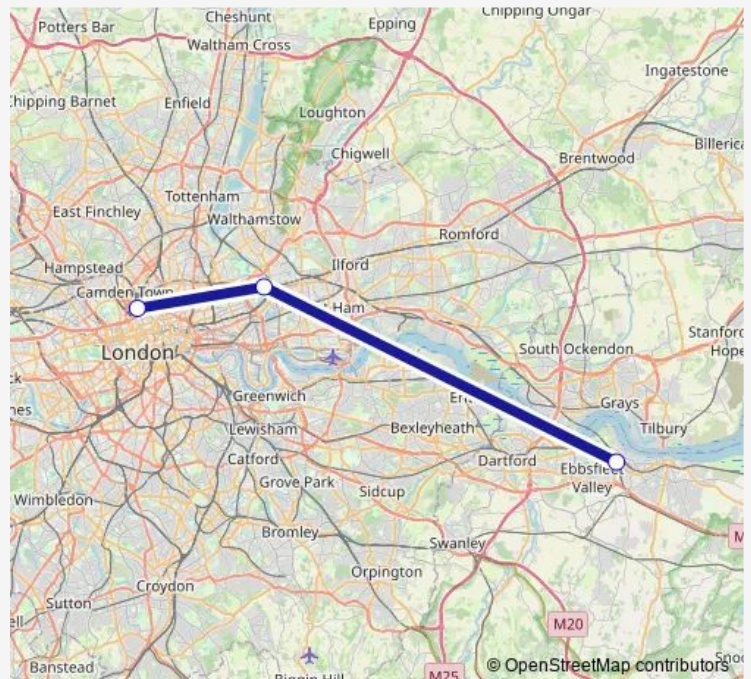 Potters Bar
Cheshunt
Epping
Chipping Ongar
Waltham Cross
Ingatestone
Chipping Barnet
Enfield
Loughton
Chigwell
Brentwood
Tottenham
East Finchley
Walthamstow
Romford
Hampstead
Ilford
Camden Town
Ham
London
South Ockendon
Stanford
Hope
Greenwich
Grays
Lewisham
Bexleyheath
Tilbury
Catford
Dartford
Ebbsfleet
Valley
Grove Park
Sidcup
Wimbledon
Bromley
Swanley
Orpington
Croydon
Sutton
M20
Banstead
Biggin Hill
M25
© OpenStreetMap contributors